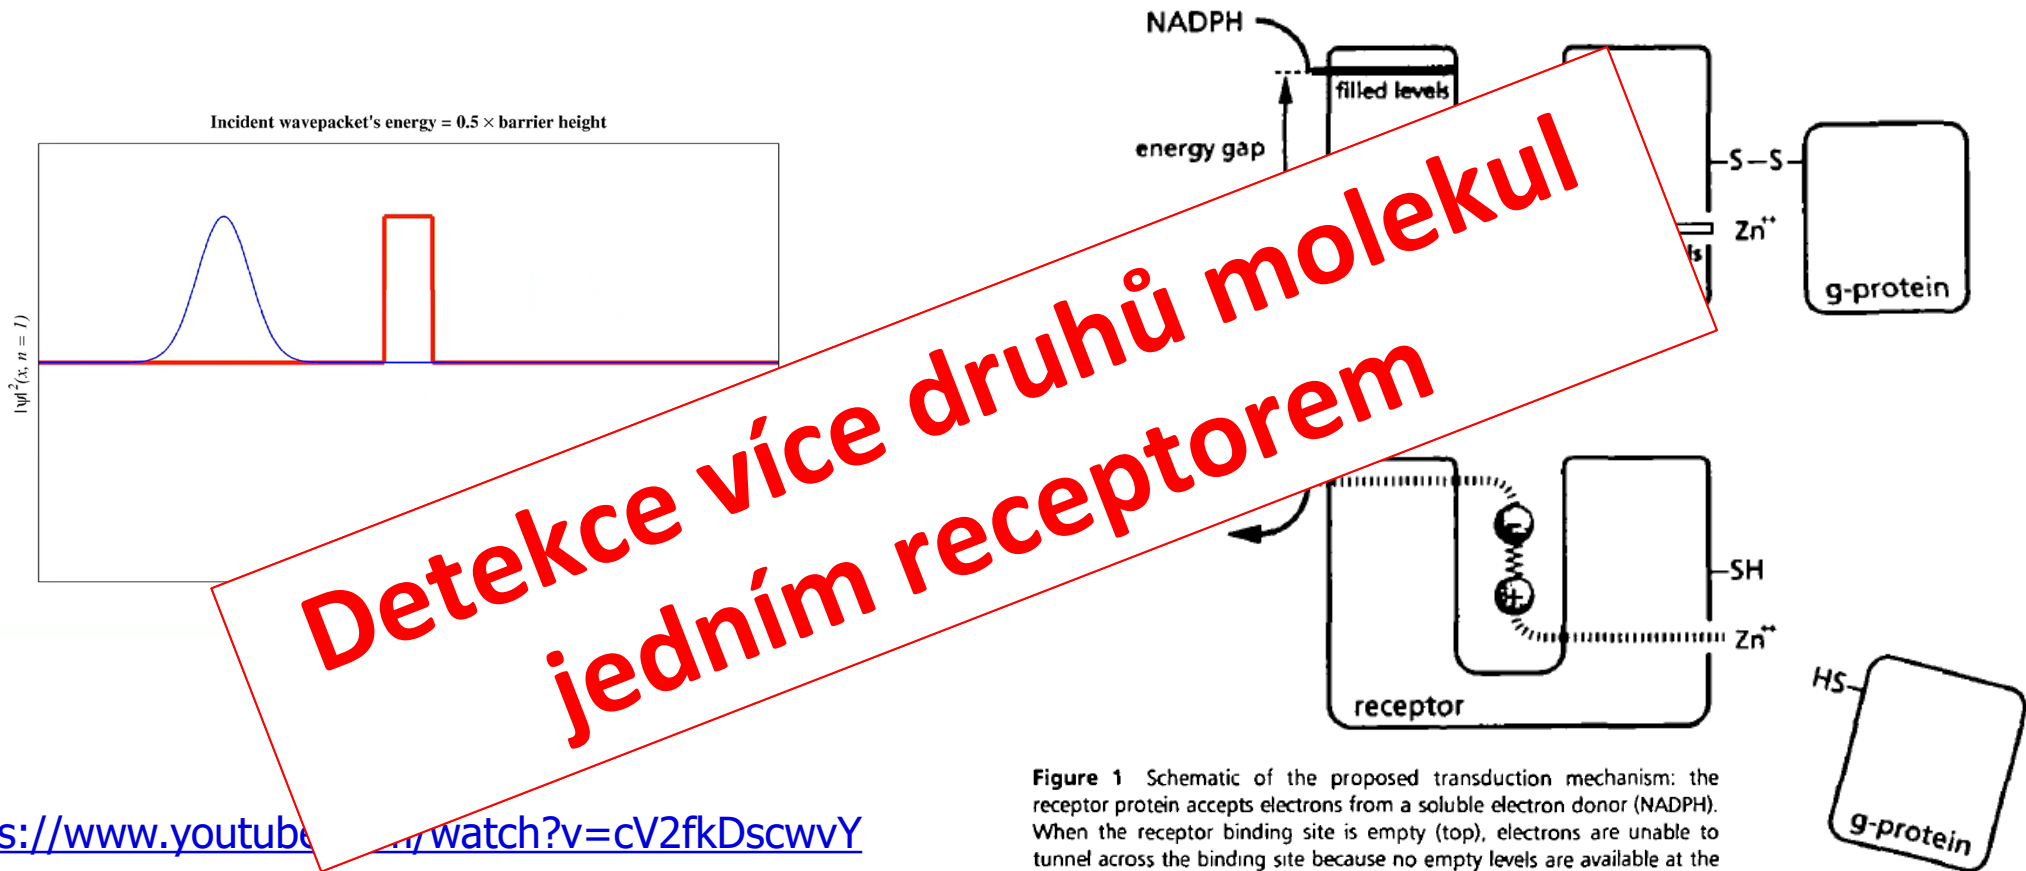 Incident wavepacket's energy = 0.5 × barrier height
|ψ|²(x, n = 1)
NADPH
filled levels
energy gap
S—S
Zn⁺⁺
g-protein
Detekce více druhů molekul
jedním receptorem
SH
Zn⁺⁺
receptor
HS
g-protein
Figure 1 Schematic of the proposed transduction mechanism: the
receptor protein accepts electrons from a soluble electron donor (NADPH).
When the receptor binding site is empty (top), electrons are unable to
tunnel across the binding site because no empty levels are available at the
s://www.youtube /watch?v=cV2fkDscwvY